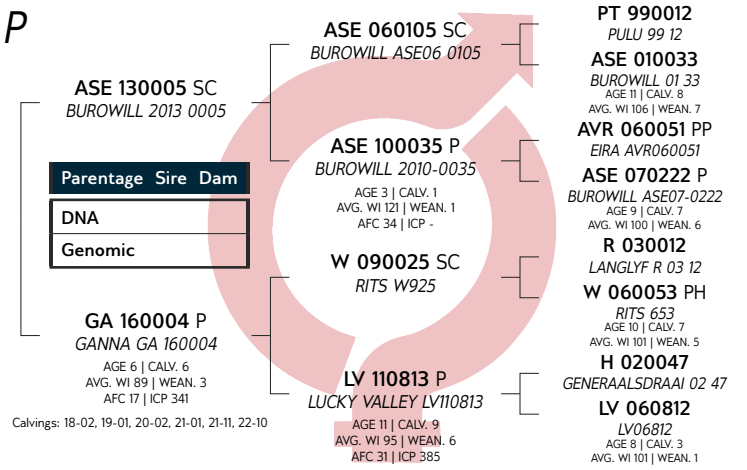 P
ASE 130005 SC
BUROWILL 2013 0005
Parentage Sire Dam
DNA
Genomic
GA 160004 P
GANNA GA 160004
AGE 6 | CALV. 6
AVG. WI 89 | WEAN. 3
AFC 17 | ICP 341
Calvings: 18-02, 19-01, 20-02, 21-01, 21-11, 22-10
ASE 060105 SC
BUROWILL ASE06 0105
ASE 100035 P
BUROWILL 2010-0035
AGE 3 | CALV. 1
AVG. WI 121 | WEAN. 1
AFC 34 | ICP -
W 090025 SC
RITS W925
LV 110813 P
LUCKY VALLEY LV110813
AGE 11 | CALV. 9
AVG. WI 95 | WEAN. 6
AFC 31 | ICP 385
PT 990012
PULU 99 12
ASE 010033
BUROWILL 01 33
AGE 11 | CALV. 8
AVG. WI 106 | WEAN. 7
AVR 060051 PP
EIRA AVR060051
ASE 070222 P
BUROWILL ASE07-0222
AGE 9 | CALV. 7
AVG. WI 100 | WEAN. 6
R 030012
LANGLYF R 03 12
W 060053 PH
RITS 653
AGE 10 | CALV. 7
AVG. WI 101 | WEAN. 5
H 020047
GENERAALSDRAAI 02 47
LV 060812
LV06812
AGE 8 | CALV. 3
AVG. WI 101 | WEAN. 1